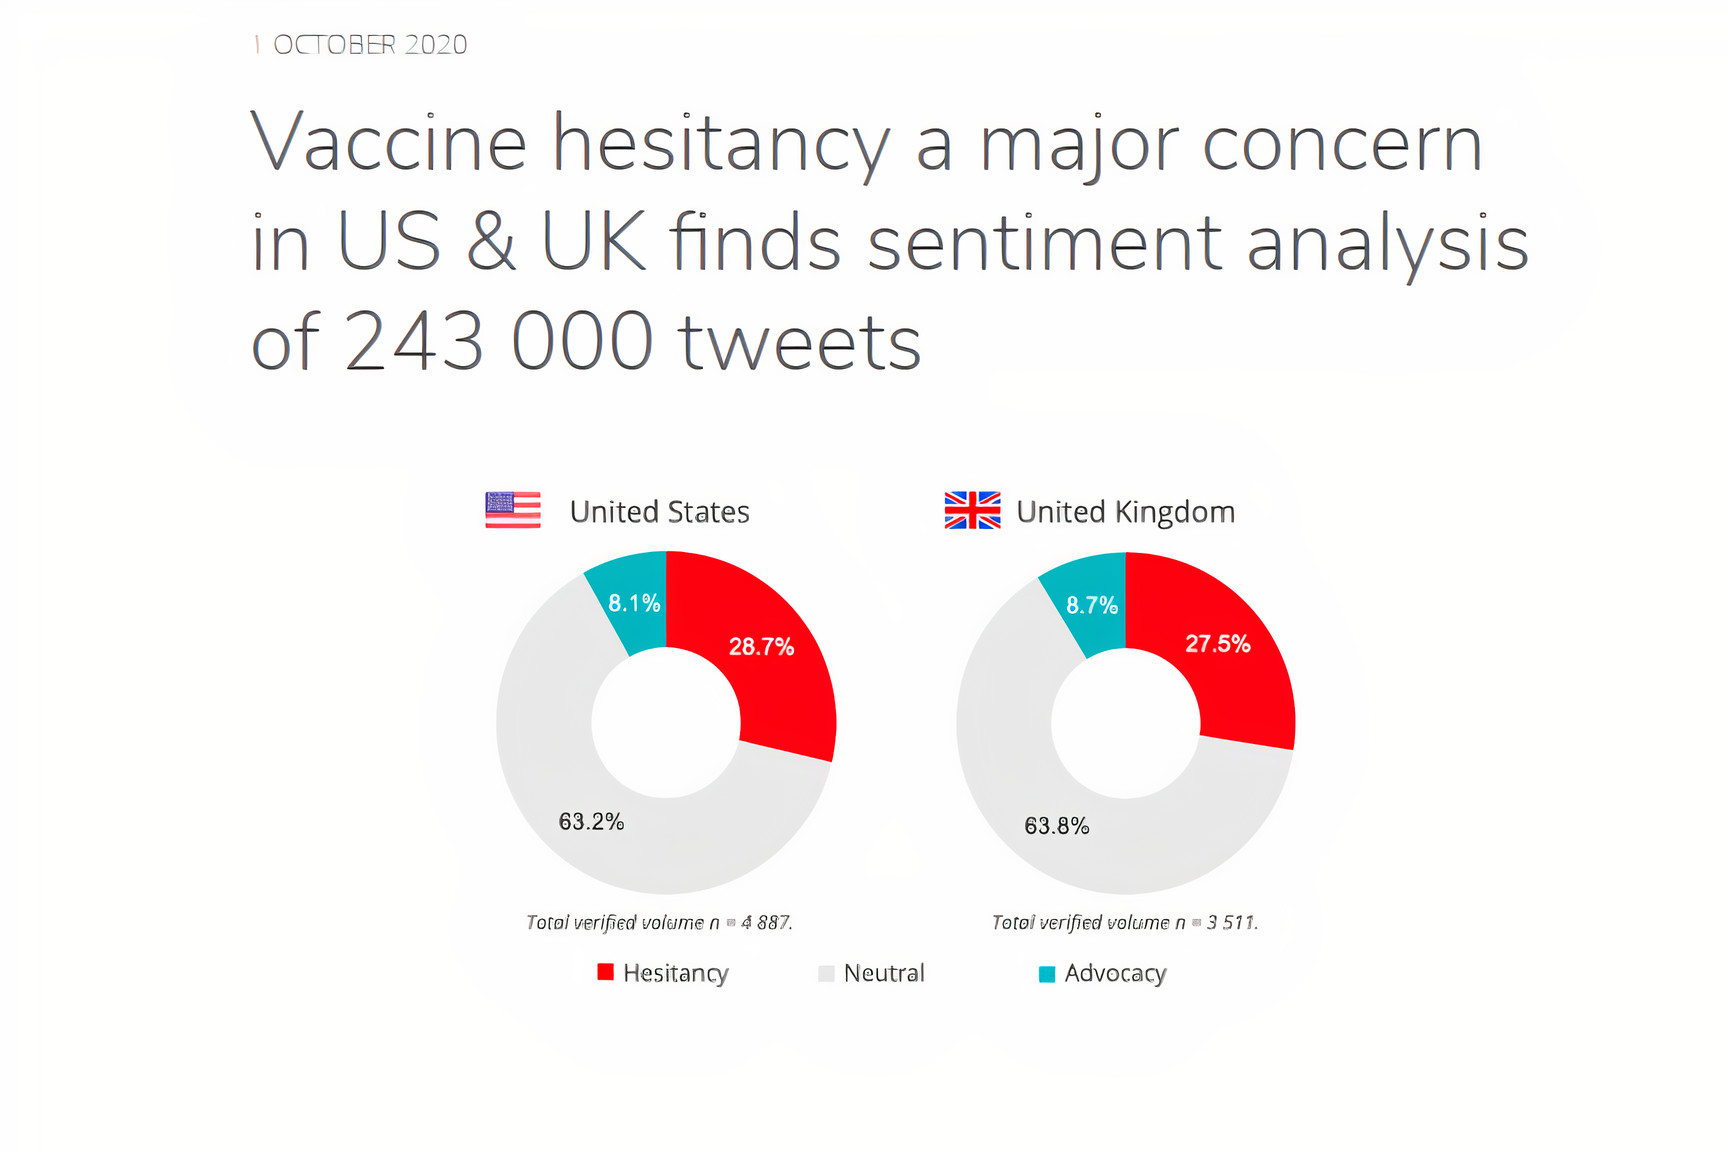 1 OCTOBER 2020
Vaccine hesitancy a major concern
in US & UK finds sentiment analysis
of 243 000 tweets
United States
United Kingdom
8.1%
28.7%
63.2%
8.7%
27.5%
63.8%
Total verified volume n = 4 887.
Total verified volume n = 3 511.
Hesitancy
Neutral
Advocacy